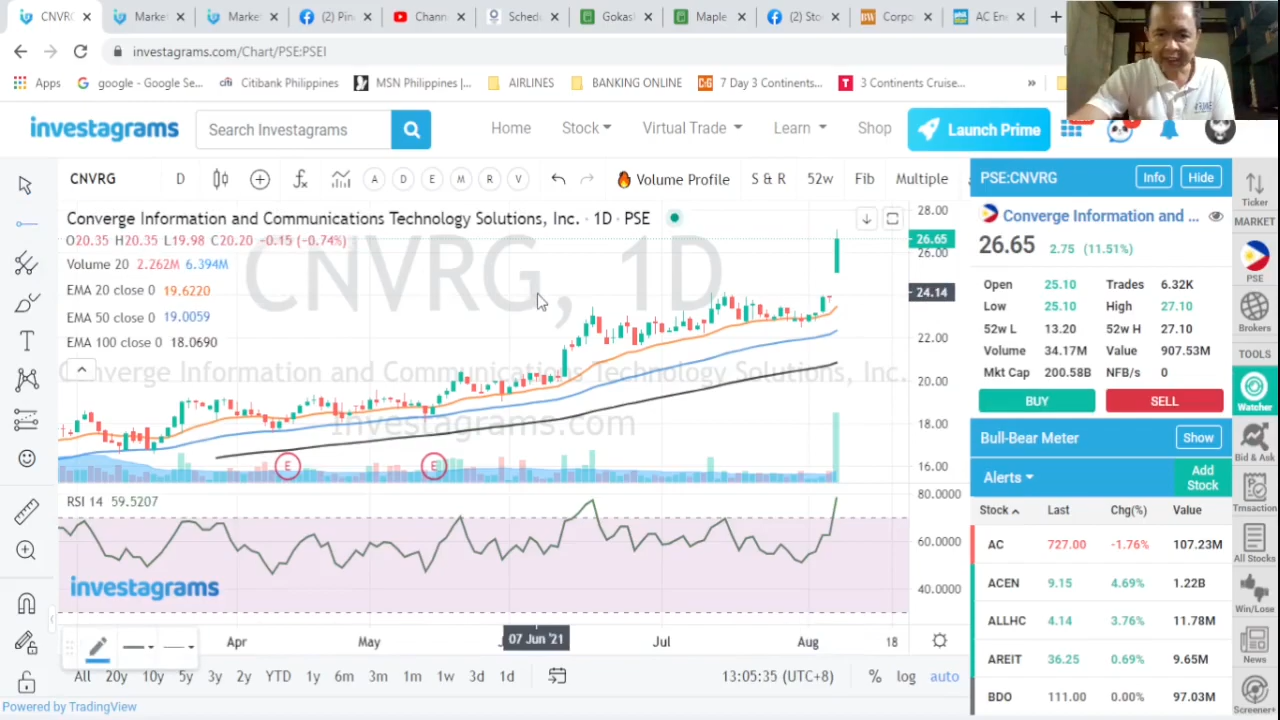 CNVRG
Market
Market
(2) Pin
Chann
Schedu
Gokas
Maple
(2) Sto
Corpo
AC En
investagrams.com/Chart/PSE:PSEI
Apps
google - Google Se...
Citibank Philippines
MSN Philippines |...
AIRLINES
BANKING ONLINE
7 Day 3 Continents...
3 Continents Cruise...
»
investagrams
Search Investagrams
Home
Stock
Virtual Trade
Learn
Shop
Launch Prime
CNVRG
D
A D E M R V
Volume Profile
S & R
52w
Fib
Multiple
Converge Information and Communications Technology Solutions, Inc. · 1D · PSE
O20.35 H20.35 L19.98 C20.20 -0.15 (-0.74%)
Volume 20 2.262M 6.394M
EMA 20 close 0 19.6220
EMA 50 close 0 19.0059
EMA 100 close 0 18.0690
CNVRG, 1D
Converge Information and Communications Technology Solutions, Inc.
Investagrams.com
E
E
28.00
26.65
26.00
24.14
22.00
20.00
18.00
16.00
RSI 14 59.5207
80.0000
60.0000
40.0000
investagrams
Apr
May
07 Jun '21
Jul
Aug
18
All 20y 10y 5y 3y 2y YTD 1y 6m 3m 1m 1w 3d 1d
13:05:35 (UTC+8)
% log auto
Powered by TradingView
PSE:CNVRG
Info
Hide
Converge Information and ...
26.65 2.75 (11.51%)
Open 25.10 Trades 6.32K
Low 25.10 High 27.10
52w L 13.20 52w H 27.10
Volume 34.17M Value 907.53M
Mkt Cap 200.58B NFB/s 0
BUY
SELL
Bull-Bear Meter
Show
Alerts
Add Stock
Stock Last Chg(%) Value
AC 727.00 -1.76% 107.23M
ACEN 9.15 4.69% 1.22B
ALLHC 4.14 3.76% 11.78M
AREIT 36.25 0.69% 9.65M
BDO 111.00 0.00% 97.03M
Ticker
MARKET
PSE
Brokers
TOOLS
Watcher
Bid & Ask
Trnsaction
All Stocks
Win/Lose
News
Screener+